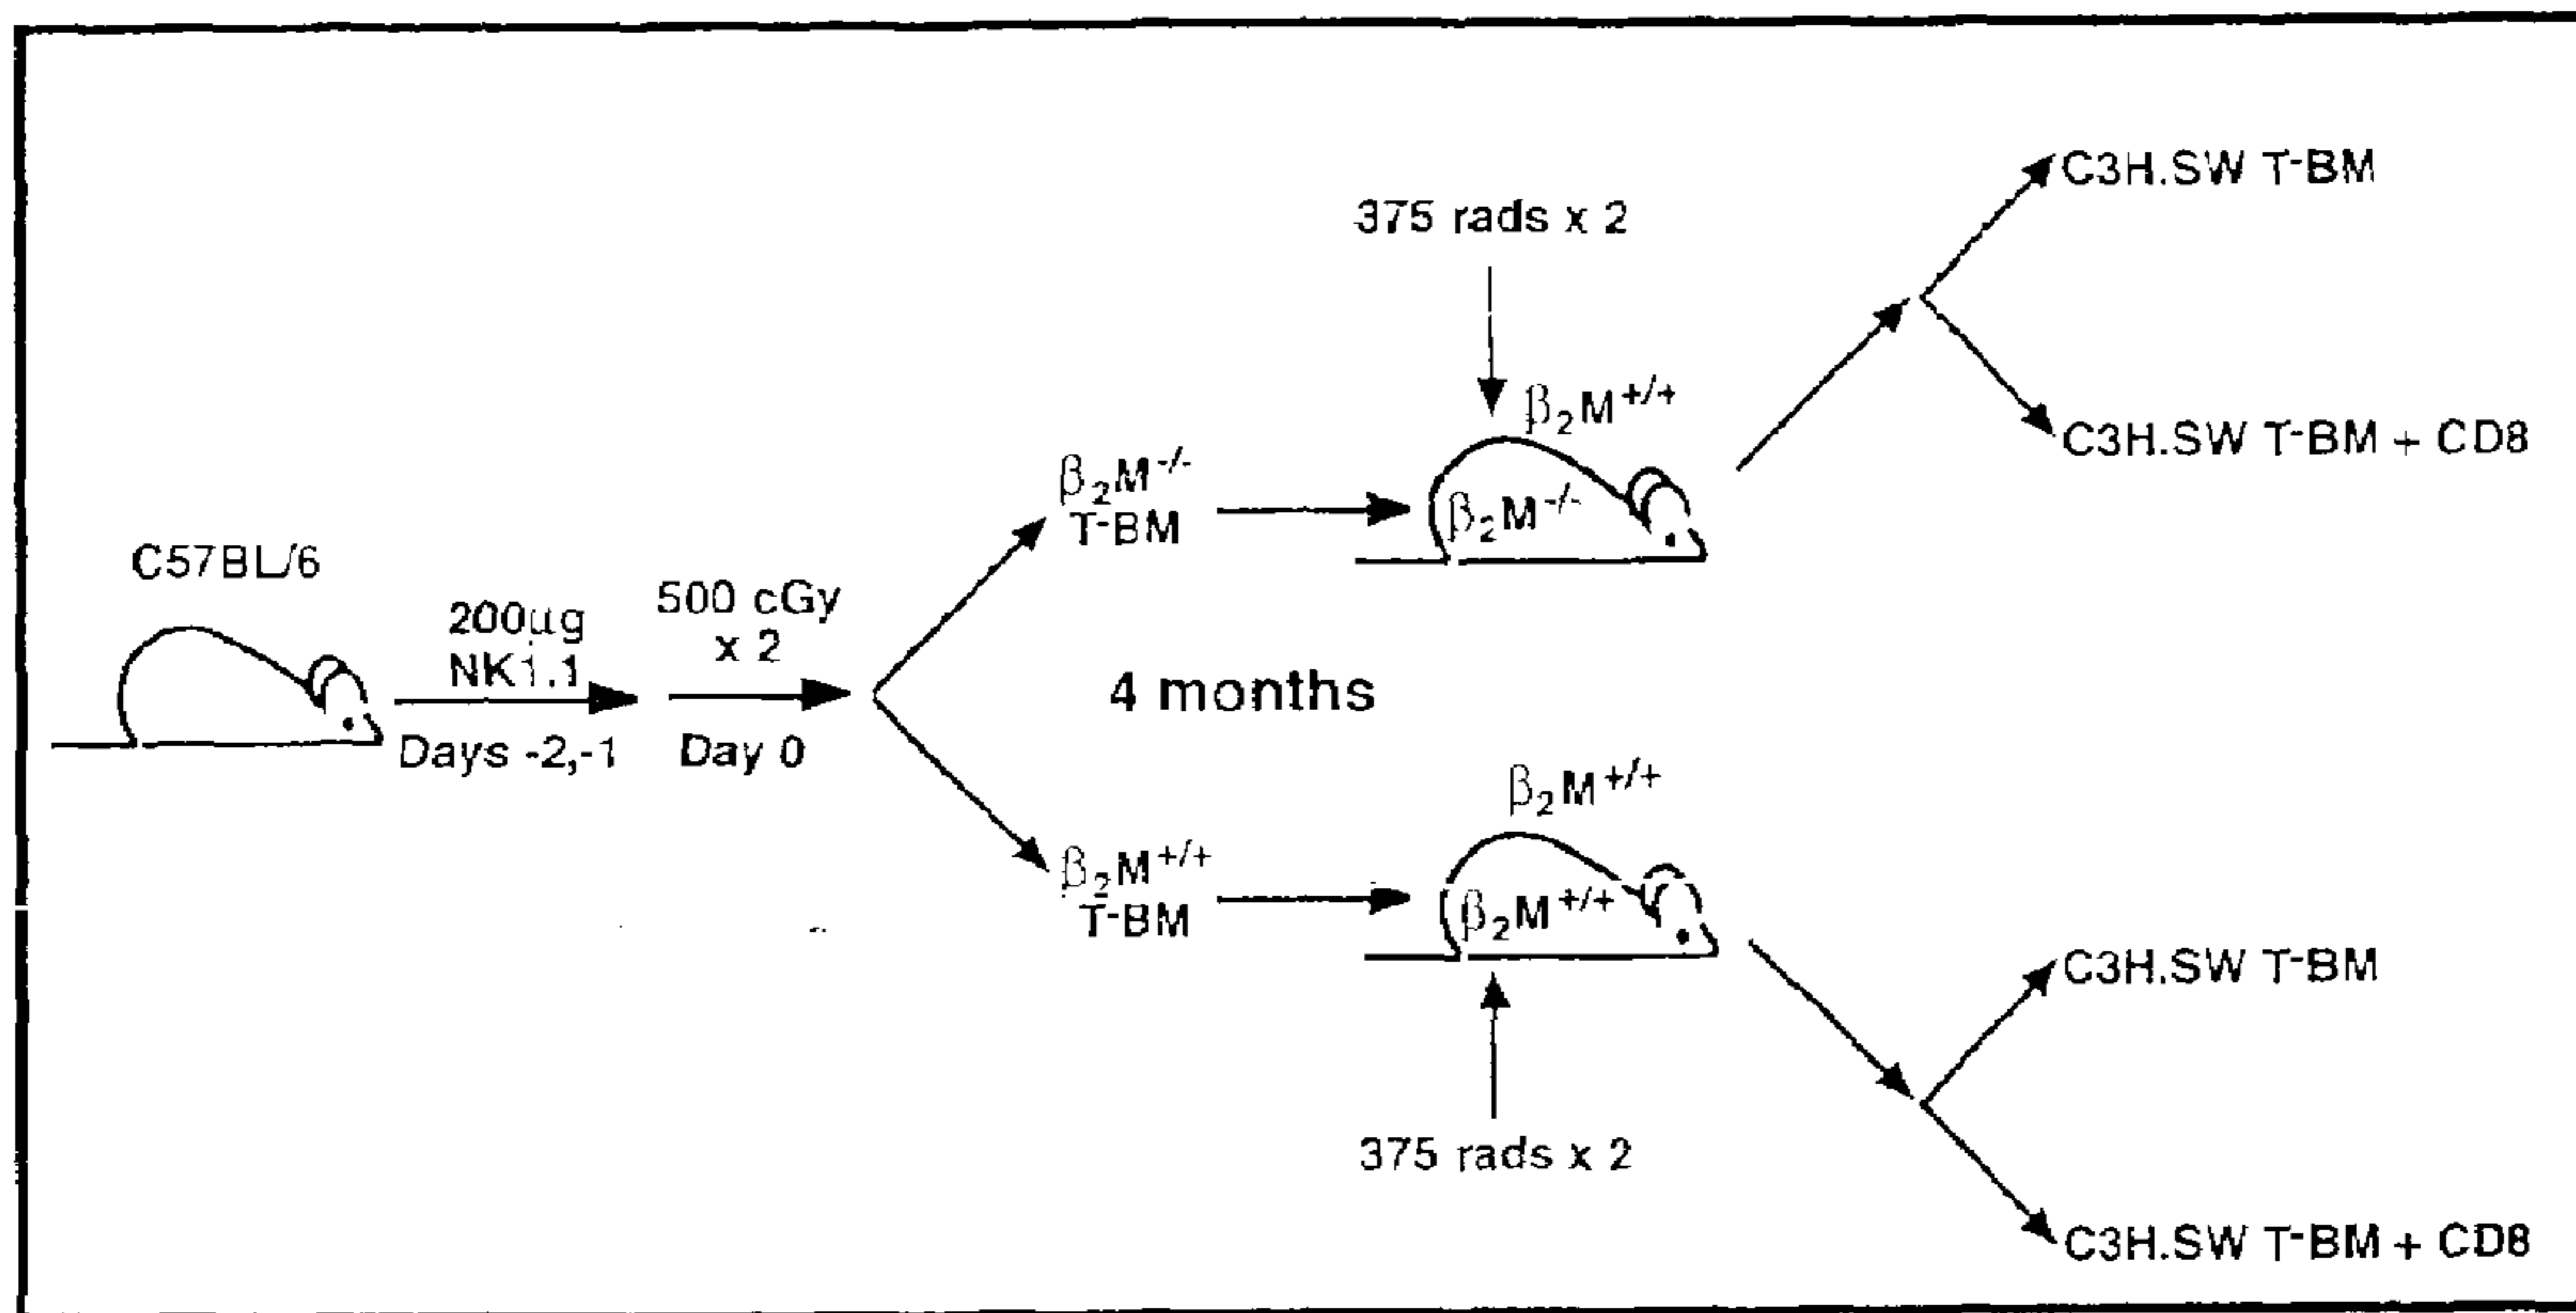 C57BL/6
200µg
NK1.1
Days -2,-1
500 cGy
x 2
Day 0
β₂M⁻/⁻
T⁻BM
4 months
β₂M⁺/⁺
T⁻BM
375 rads x 2
β₂M⁺/⁺
β₂M⁻/⁻
β₂M⁺/⁺
β₂M⁺/⁺
375 rads x 2
C3H.SW T⁻BM
C3H.SW T⁻BM + CD8
C3H.SW T⁻BM
C3H.SW T⁻BM + CD8